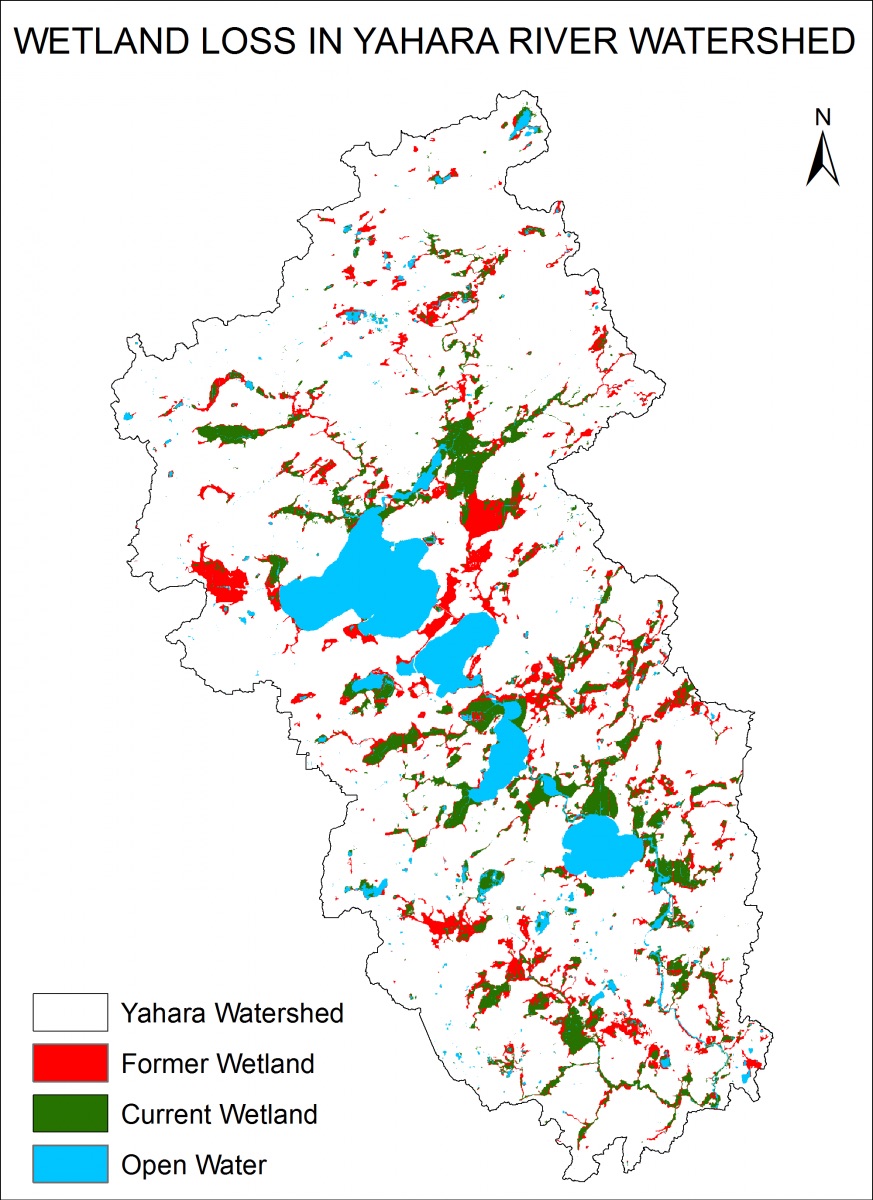 WETLAND LOSS IN YAHARA RIVER WATERSHED
N
Yahara Watershed
Former Wetland
Current Wetland
Open Water